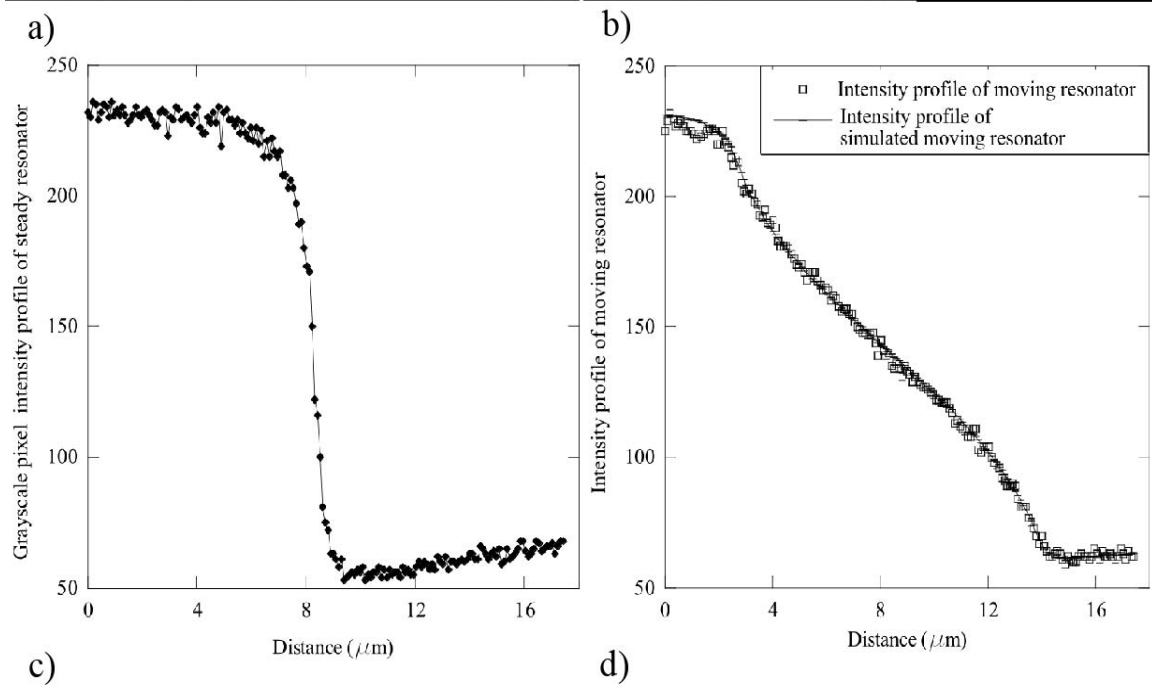 a)
b)
250
200
150
100
50
0
4
8
12
16
Distance (μm)
Grayscale pixel intensity profile of steady resonator
250
200
150
100
50
0
4
8
12
16
Distance (μm)
Intensity profile of moving resonator
Intensity profile of moving resonator
Intensity profile of
simulated moving resonator
c)
d)